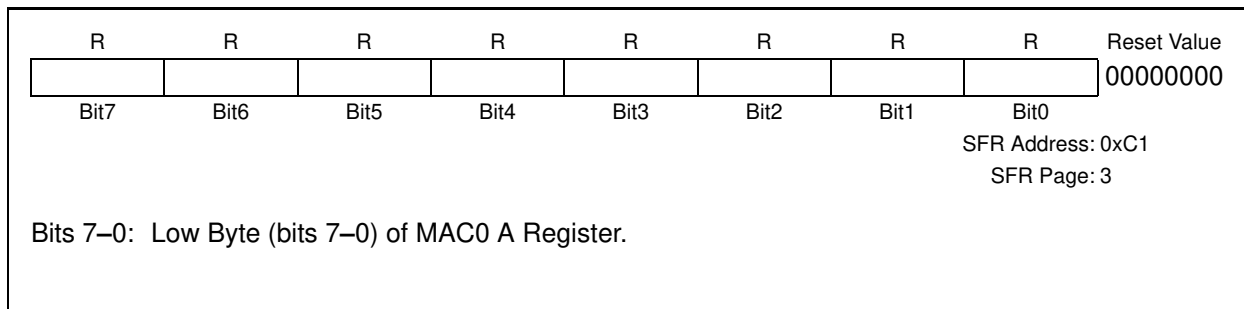 R R R R R R R R Reset Value
00000000
Bit7 Bit6 Bit5 Bit4 Bit3 Bit2 Bit1 Bit0
SFR Address: 0xC1
SFR Page: 3
Bits 7–0: Low Byte (bits 7–0) of MAC0 A Register.